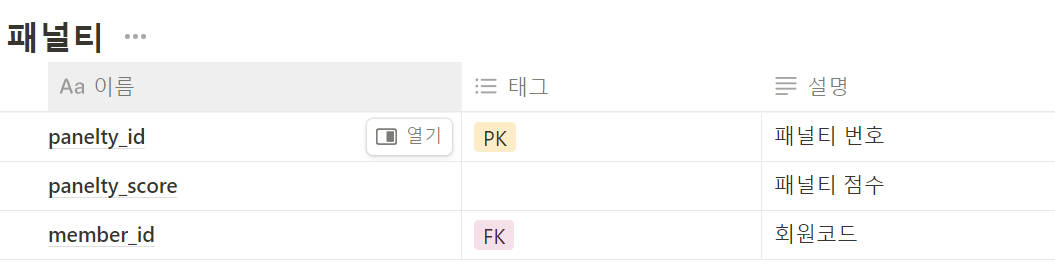 패널티 ...
Aa 이름 태그 설명
panelty_id 열기 PK 패널티 번호
panelty_score 패널티 점수
member_id FK 회원코드